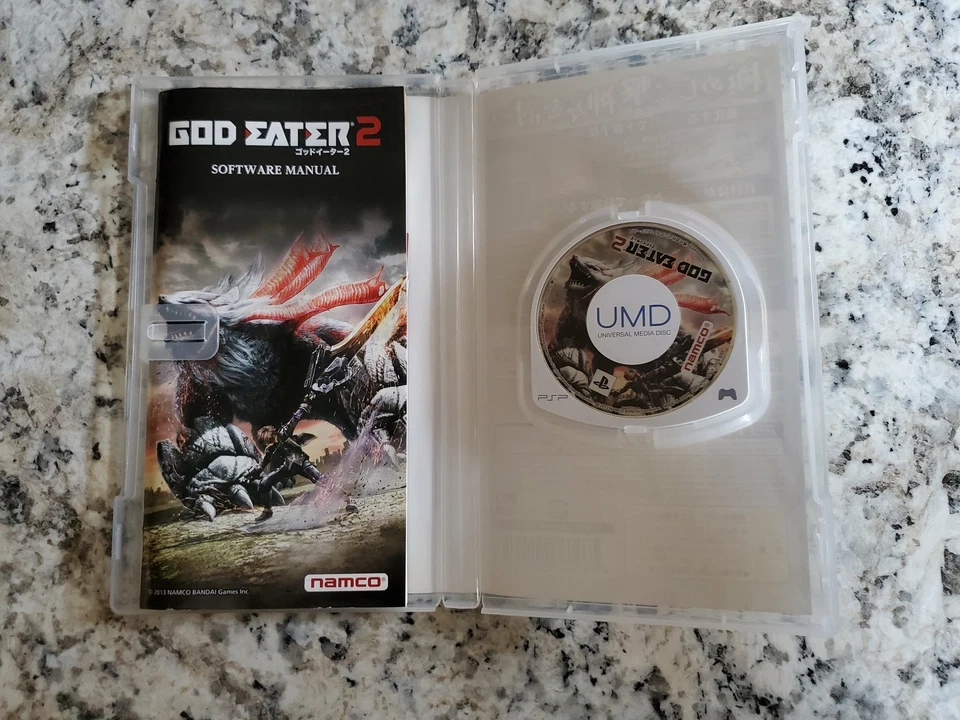 GOD EATER 2
ゴッドイーター2
SOFTWARE MANUAL
namco
© 2013 NAMCO BANDAI Games Inc.
GOD EATER 2
UMD
UNIVERSAL MEDIA DISC
namco
PSP